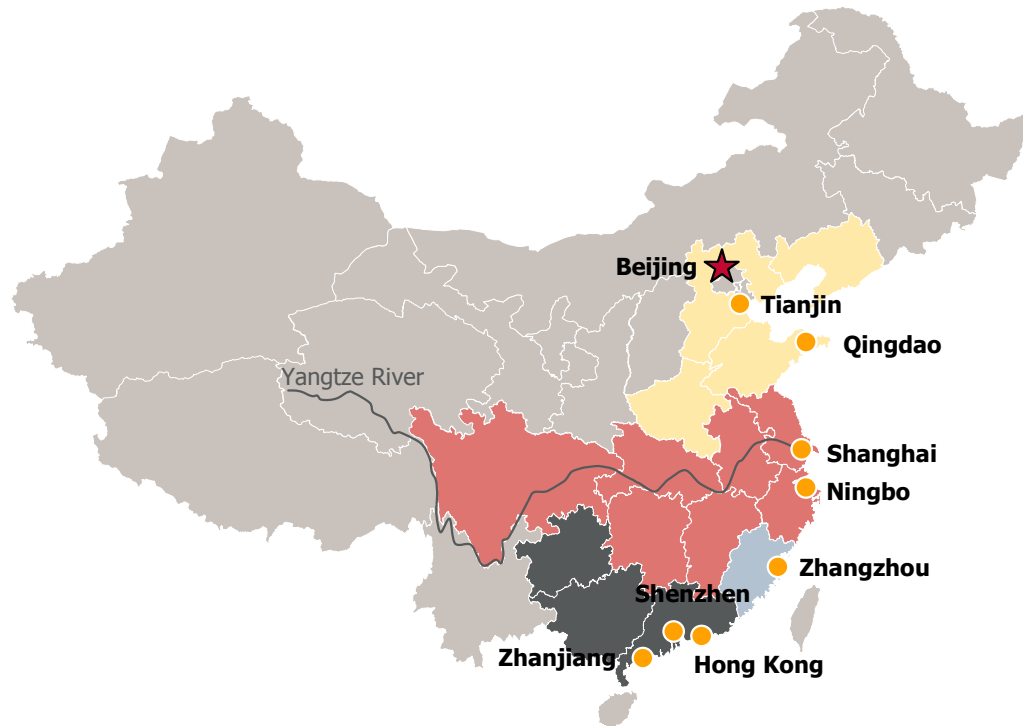 Beijing
Tianjin
Qingdao
Yangtze River
Shanghai
Ningbo
Zhangzhou
Shenzhen
Zhanjiang
Hong Kong